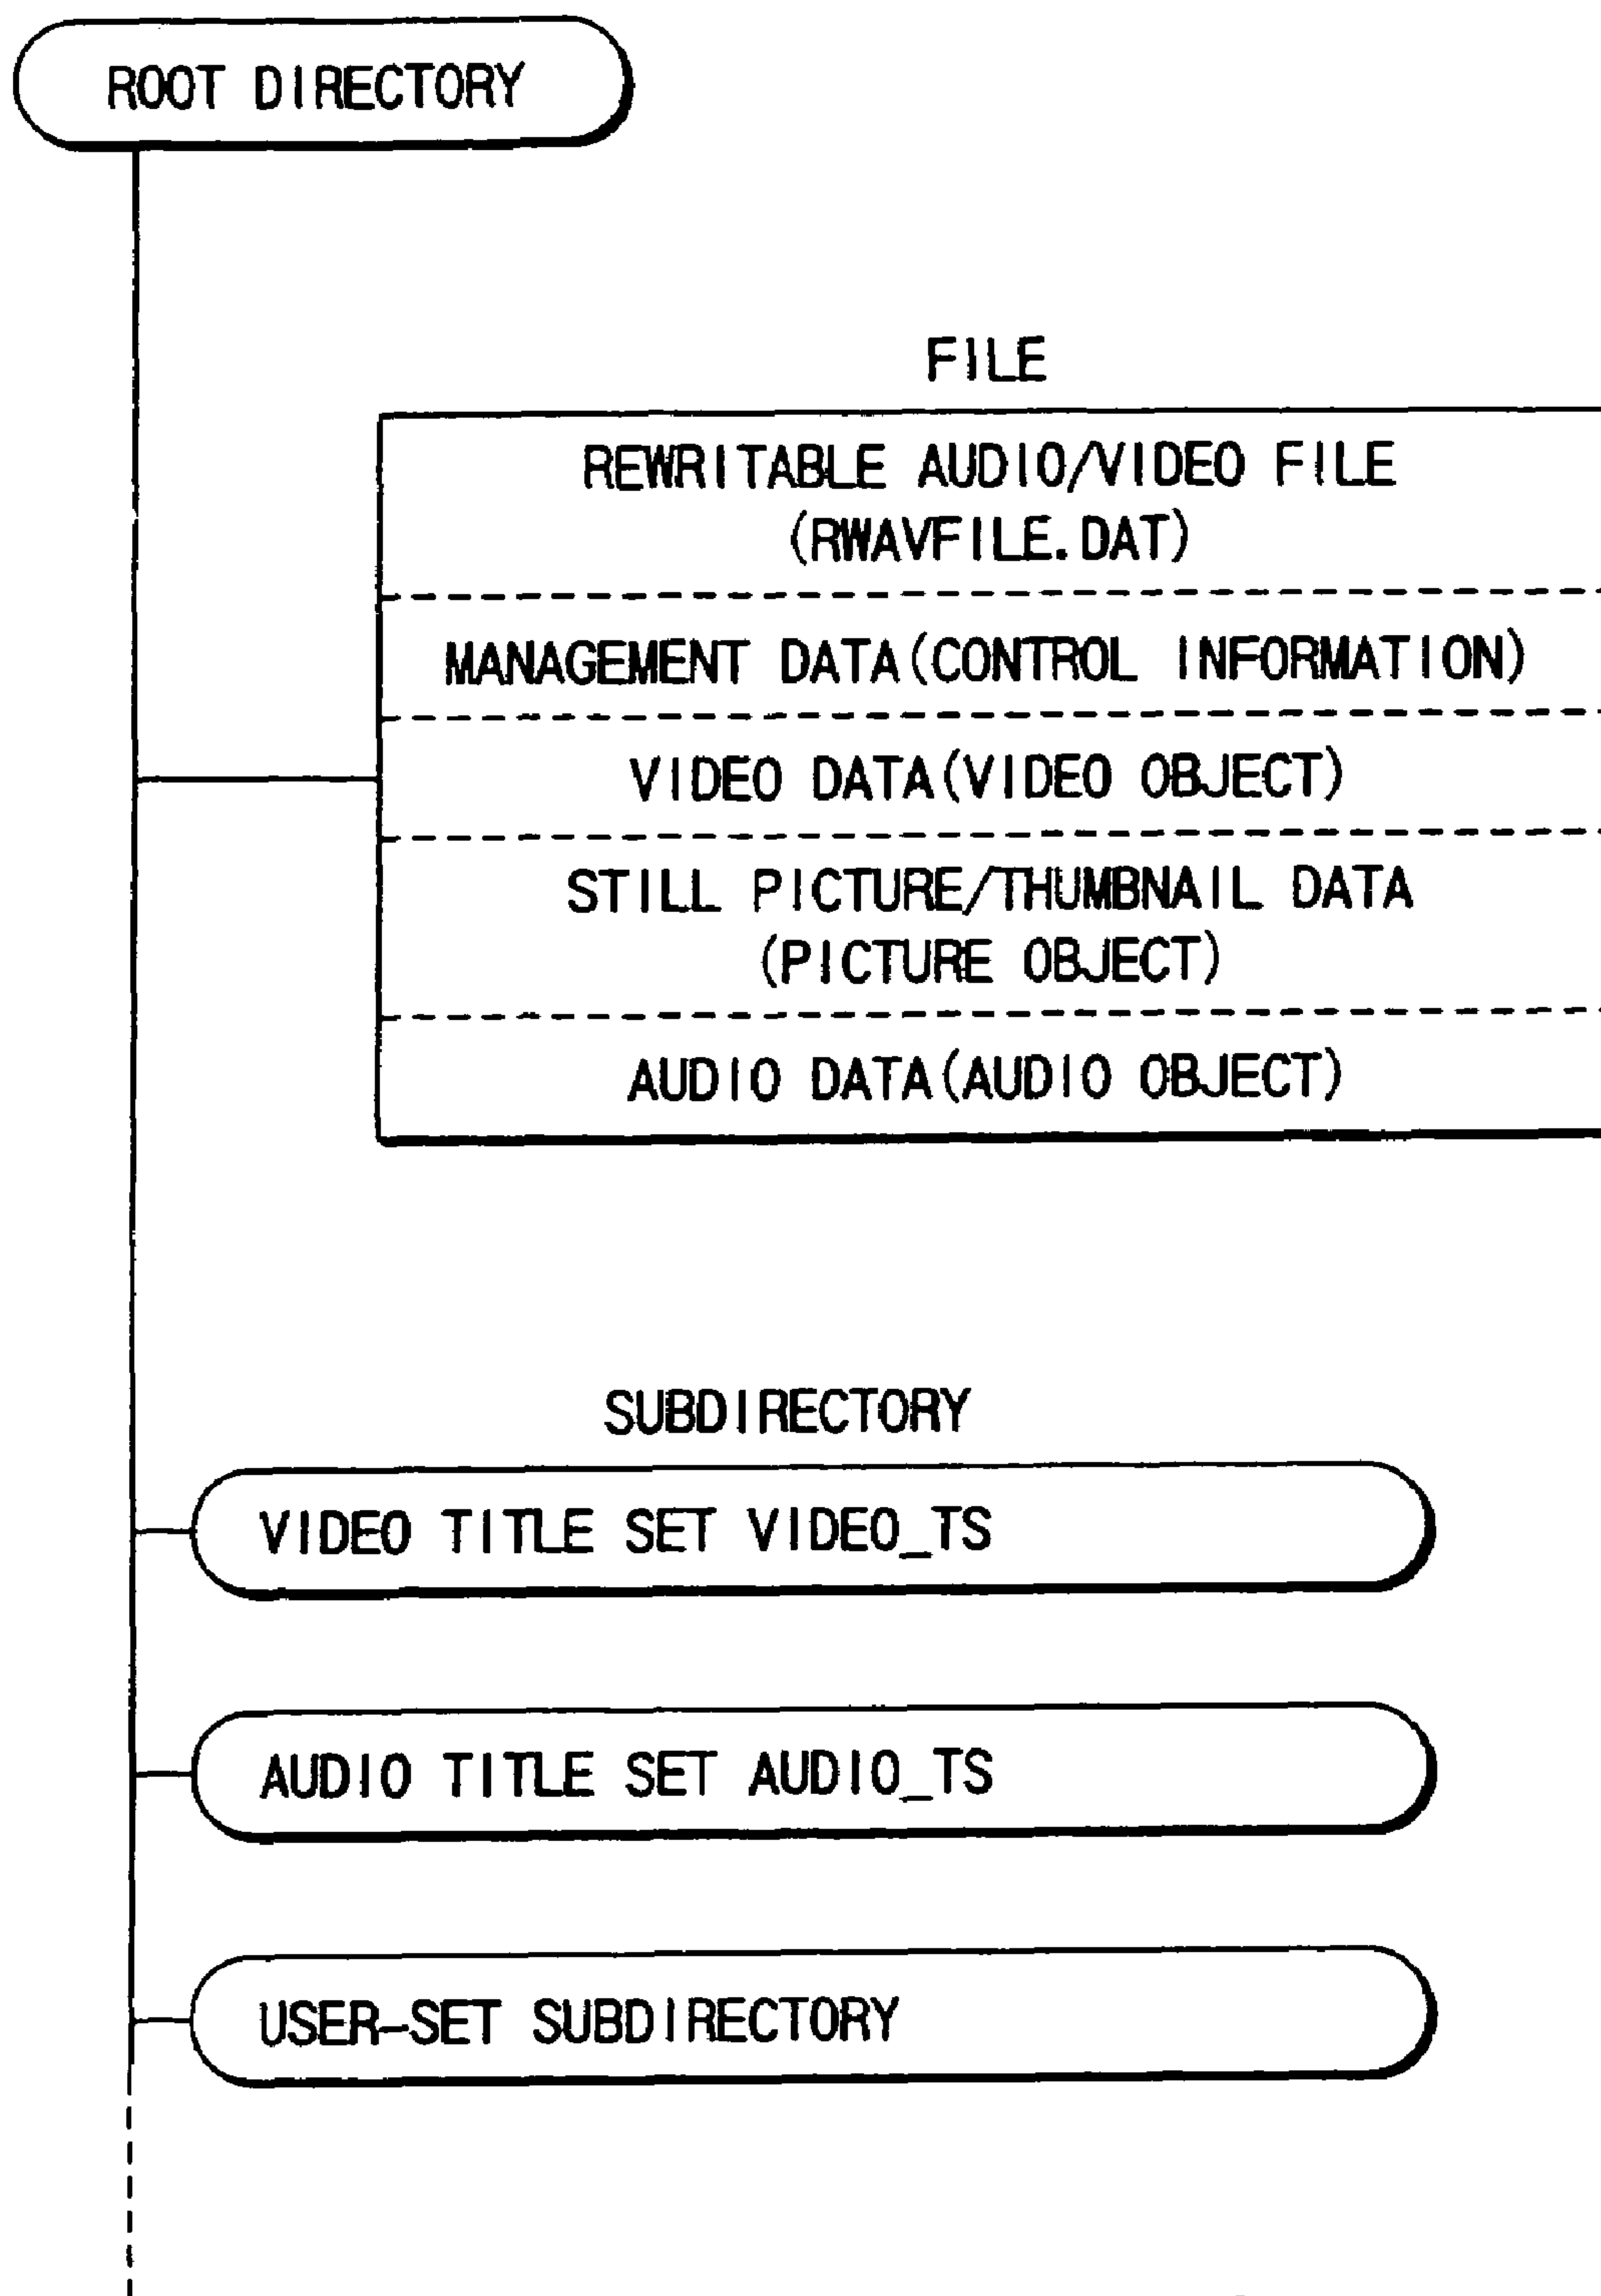 ROOT DIRECTORY
FILE
REWRITABLE AUDIO/VIDEO FILE
(RWAVFILE.DAT)
MANAGEMENT DATA(CONTROL INFORMATION)
VIDEO DATA(VIDEO OBJECT)
STILL PICTURE/THUMBNAIL DATA
(PICTURE OBJECT)
AUDIO DATA(AUDIO OBJECT)
SUBDIRECTORY
VIDEO TITLE SET VIDEO_TS
AUDIO TITLE SET AUDIO_TS
USER-SET SUBDIRECTORY